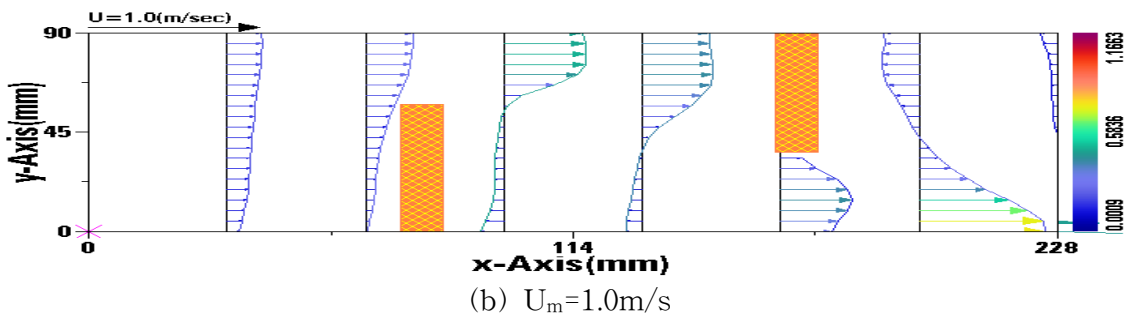 U=1.0(m/sec)
90
45
0
y-Axis(mm)
0
114
228
x-Axis(mm)
1.1663
0.5836
0.0009
(b) Uₘ=1.0m/s